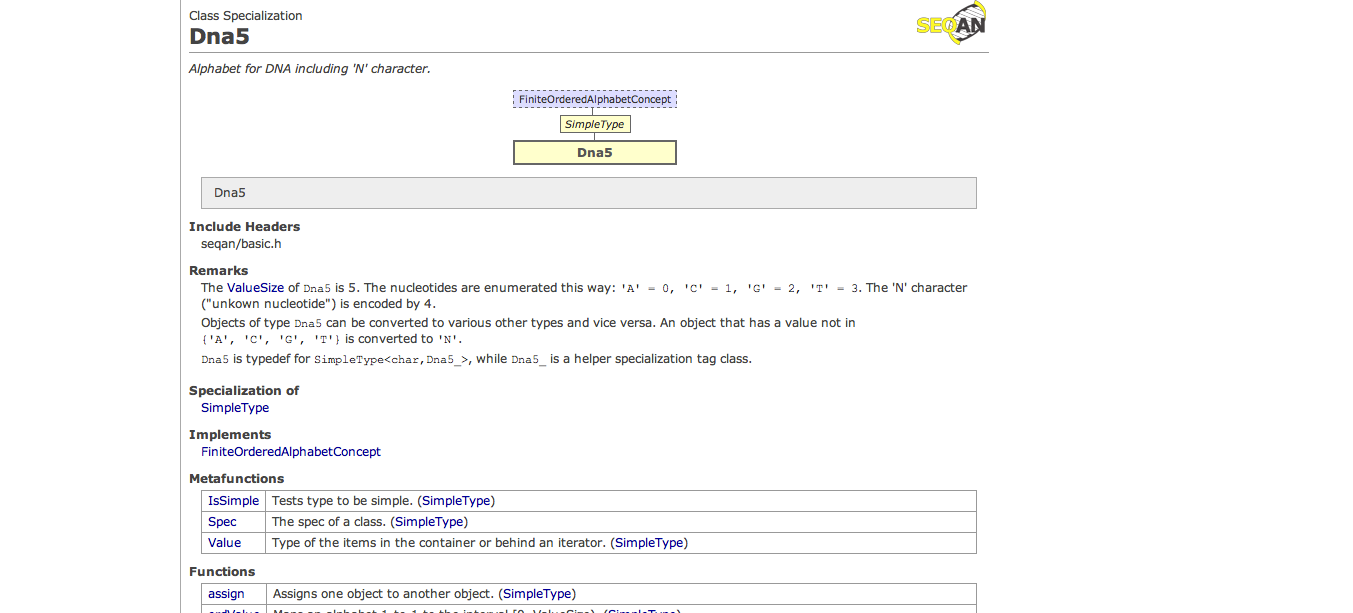 Class Specialization
Dna5
SEQAN
Alphabet for DNA including 'N' character.
FiniteOrderedAlphabetConcept
SimpleType
Dna5
Dna5
Include Headers
seqan/basic.h
Remarks
The ValueSize of Dna5 is 5. The nucleotides are enumerated this way: 'A' = 0, 'C' = 1, 'G' = 2, 'T' = 3. The 'N' character
("unkown nucleotide") is encoded by 4.
Objects of type Dna5 can be converted to various other types and vice versa. An object that has a value not in
{'A', 'C', 'G', 'T'} is converted to 'N'.
Dna5 is typedef for SimpleType<char,Dna5_>, while Dna5_ is a helper specialization tag class.
Specialization of
SimpleType
Implements
FiniteOrderedAlphabetConcept
Metafunctions
IsSimple Tests type to be simple. (SimpleType)
Spec The spec of a class. (SimpleType)
Value Type of the items in the container or behind an iterator. (SimpleType)
Functions
assign Assigns one object to another object. (SimpleType)